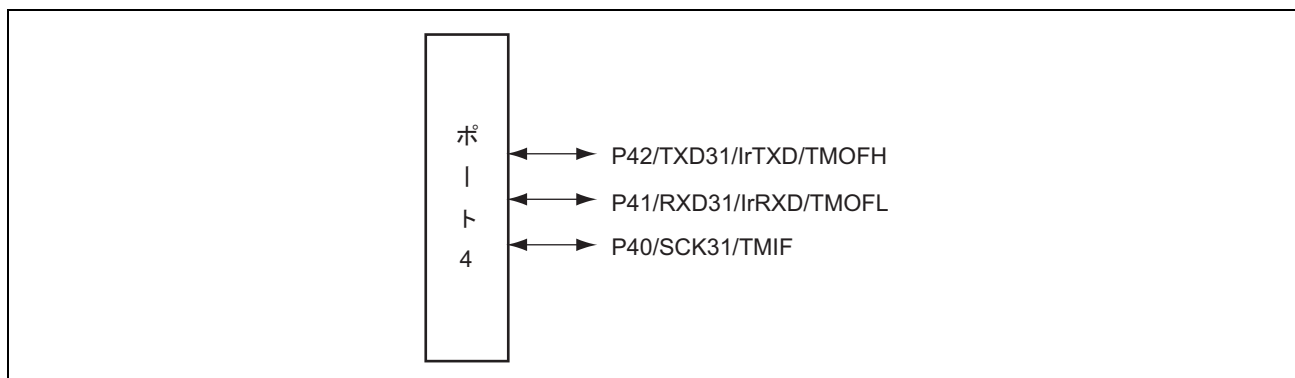 ポート4
P42/TXD31/IrTXD/TMOFH
P41/RXD31/IrRXD/TMOFL
P40/SCK31/TMIF